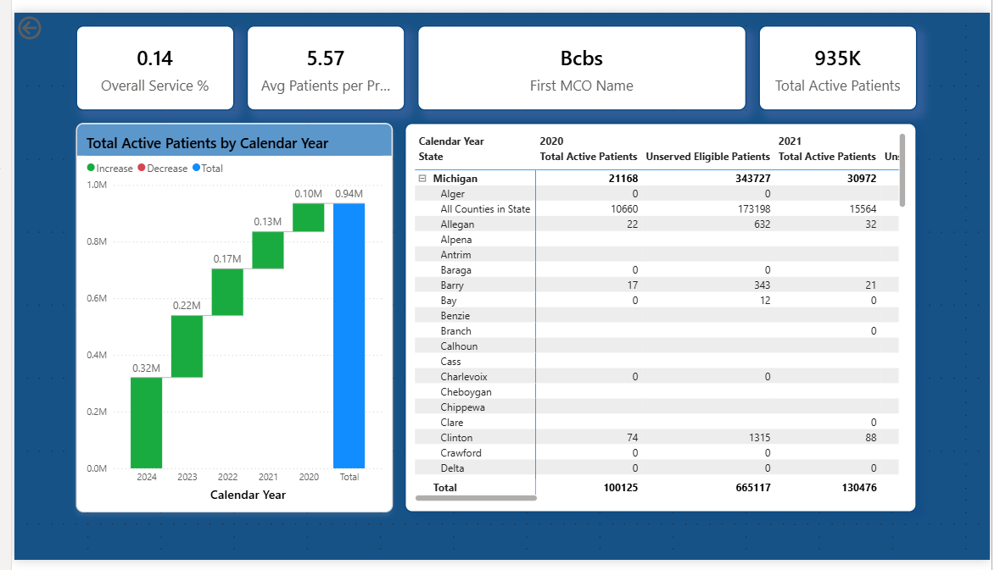 0.14
Overall Service %
5.57
Avg Patients per Pr...
Bcbs
First MCO Name
935K
Total Active Patients
Total Active Patients by Calendar Year
Increase Decrease Total
1.0M
0.8M
0.6M
0.4M
0.2M
0.0M
0.32M
0.22M
0.17M
0.13M
0.10M
0.94M
2024 2023 2022 2021 2020 Total
Calendar Year
Calendar Year 2020 2021
State Total Active Patients Unserved Eligible Patients Total Active Patients Uns
Michigan 21168 343727 30972
Alger 0 0
All Counties in State 10660 173198 15564
Allegan 22 632 32
Alpena
Antrim
Baraga 0 0
Barry 17 343 21
Bay 0 12 0
Benzie
Branch 0
Calhoun
Cass
Charlevoix 0 0
Cheboygan
Chippewa
Clare 0
Clinton 74 1315 88
Crawford 0 0
Delta 0 0 0
Total 100125 665117 130476